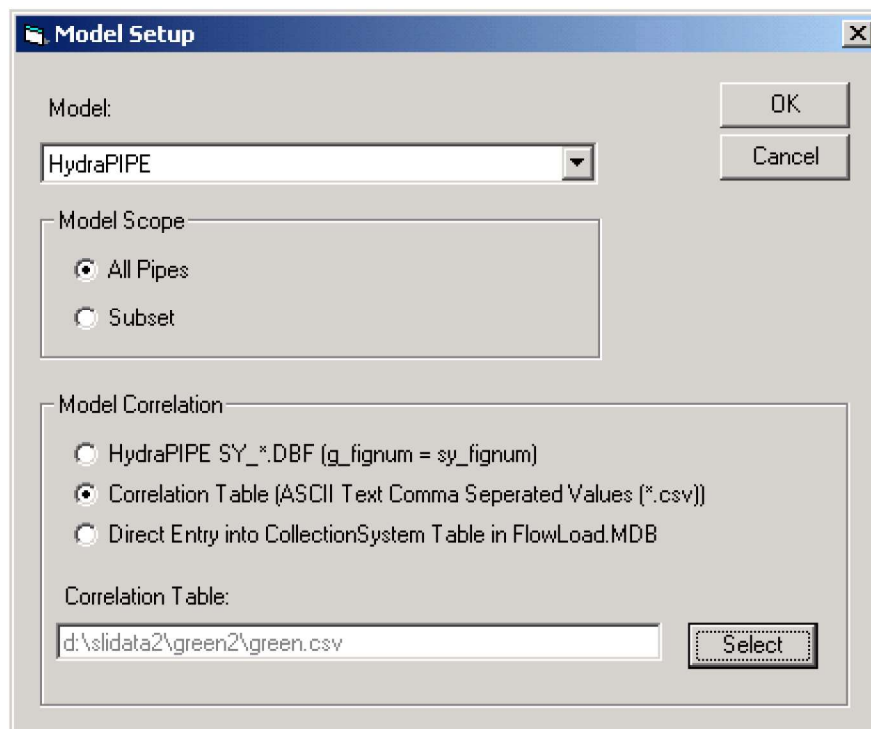 Model Setup
Model:
OK
HydraPIPE
Cancel
Model Scope
All Pipes
Subset
Model Correlation
HydraPIPE SY_*.DBF (g_fignum = sy_fignum)
Correlation Table (ASCII Text Comma Seperated Values (*.csv))
Direct Entry into CollectionSystem Table in FlowLoad.MDB
Correlation Table:
d:\slidata2\green2\green.csv
Select